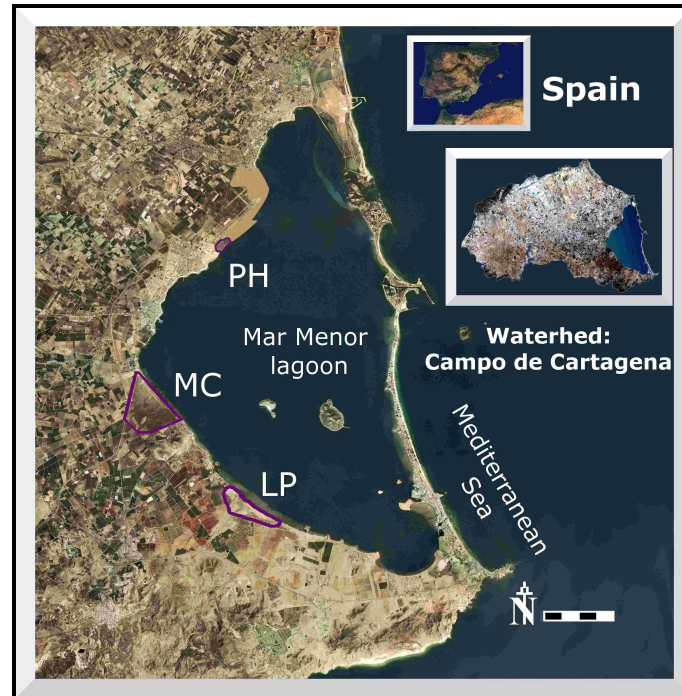 Spain
PH
Mar Menor
lagoon
Waterhed:
Campo de Cartagena
MC
LP
Mediterranean
Sea
N